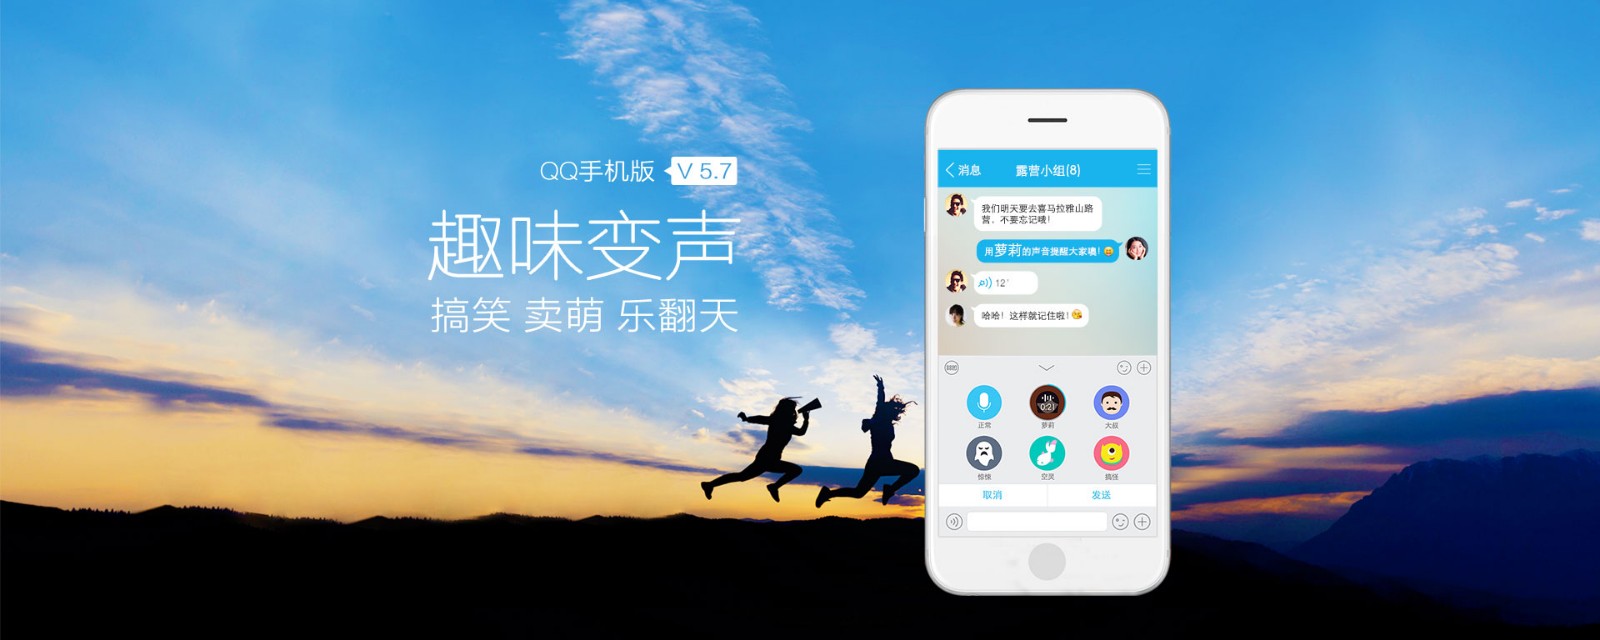 QQ手机版 V 5.7
趣味变声
搞笑 卖萌 乐翻天
消息 露营小组(8)
我们明天要去喜马拉雅山路
营，不要忘记哦！
用萝莉的声音提醒大家噢！
12"
哈哈！这样就记住啦！
0:21
正常 萝莉 大叔
惊悚 空灵 搞怪
取消 发送